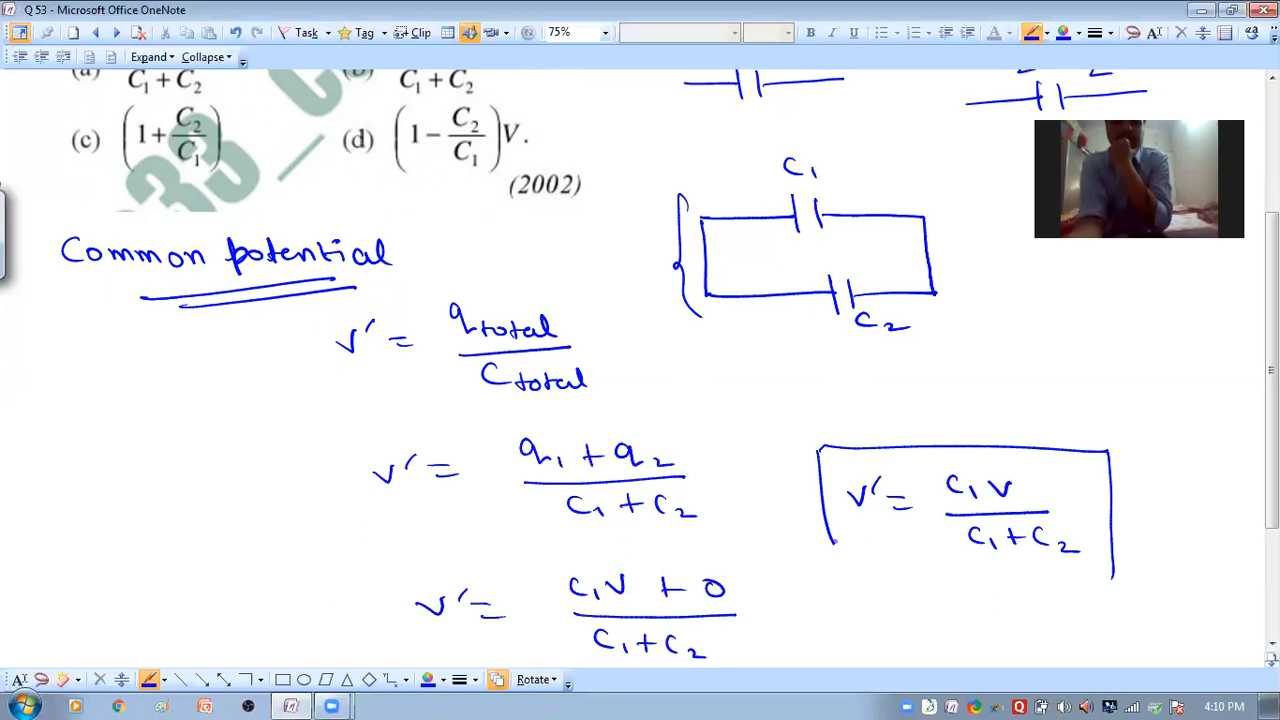 Q 53 - Microsoft Office OneNote
Task Tag Clip 75% B I U
Expand Collapse
(a) C₁ + C₂ C₁ + C₂
(c) (1 + C₂/C₁) (d) (1 − C₂/C₁)V.
(2002)
C₁
C₂
Common potential
v' = qtotal / Ctotal
v' = q₁ + q₂ / c₁ + c₂
v' = c₁v / c₁ + c₂
v' = c₁v + 0 / c₁ + c₂
Rotate
4:10 PM